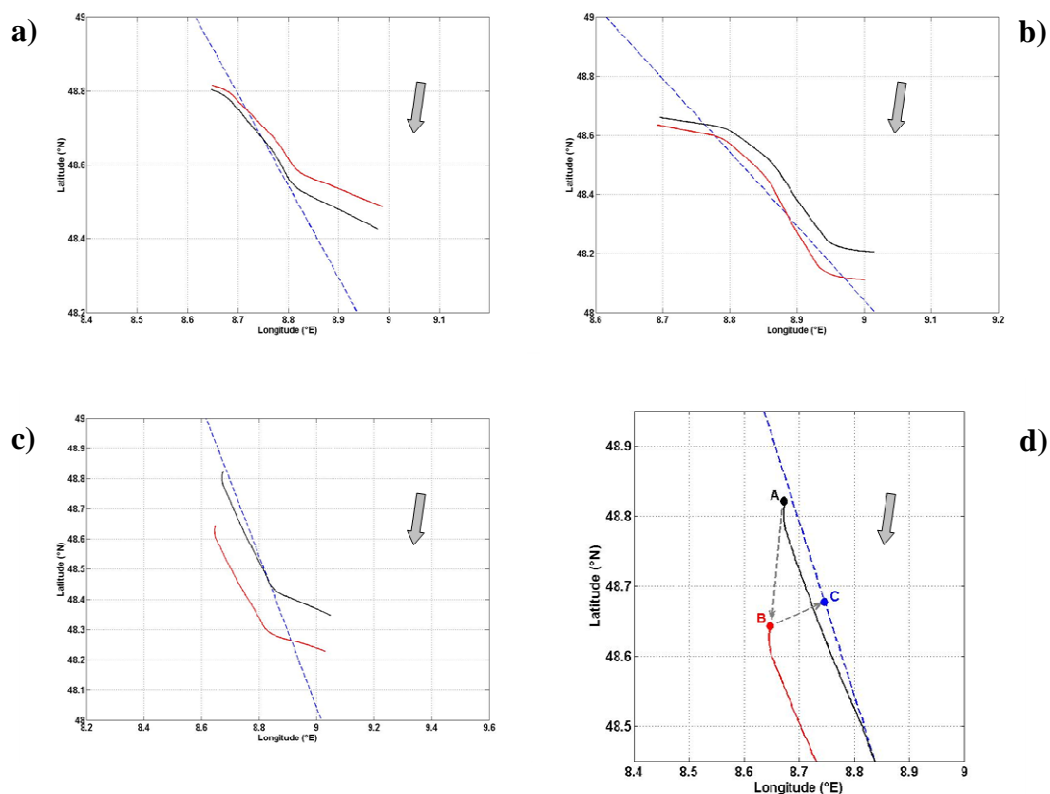 a)
49
48.8
48.6
48.4
48.2
Latitude (°N)
8.4 8.5 8.6 8.7 8.8 8.9 9 9.1
Longitude (°E)
b)
49
48.8
48.6
48.4
48.2
48
Latitude (°N)
8.6 8.7 8.8 8.9 9 9.1 9.2
Longitude (°E)
c)
49
48.9
48.8
48.7
48.6
48.5
48.4
48.3
48.2
48.1
48
Latitude (°N)
8.2 8.4 8.6 8.8 9 9.2 9.4 9.6
Longitude (°E)
d)
48.9
48.8
48.7
48.6
48.5
Latitude (°N)
A
C
B
8.4 8.5 8.6 8.7 8.8 8.9 9
Longitude (°E)